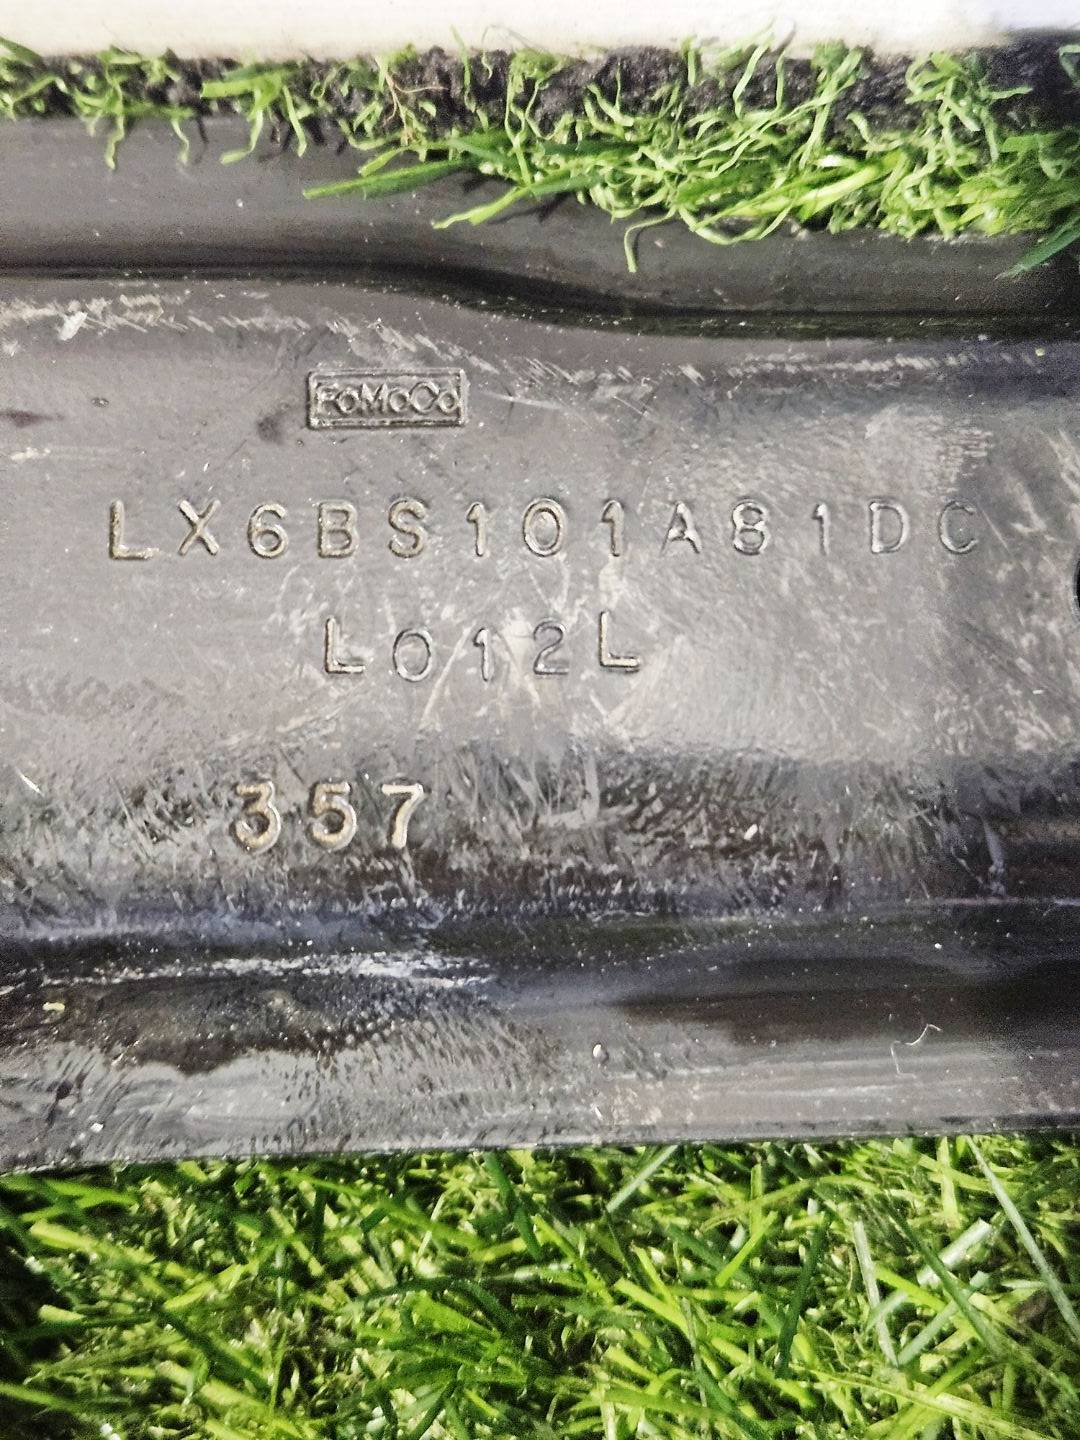 FoMoCo
LX6BS101A81DC
L012L
357